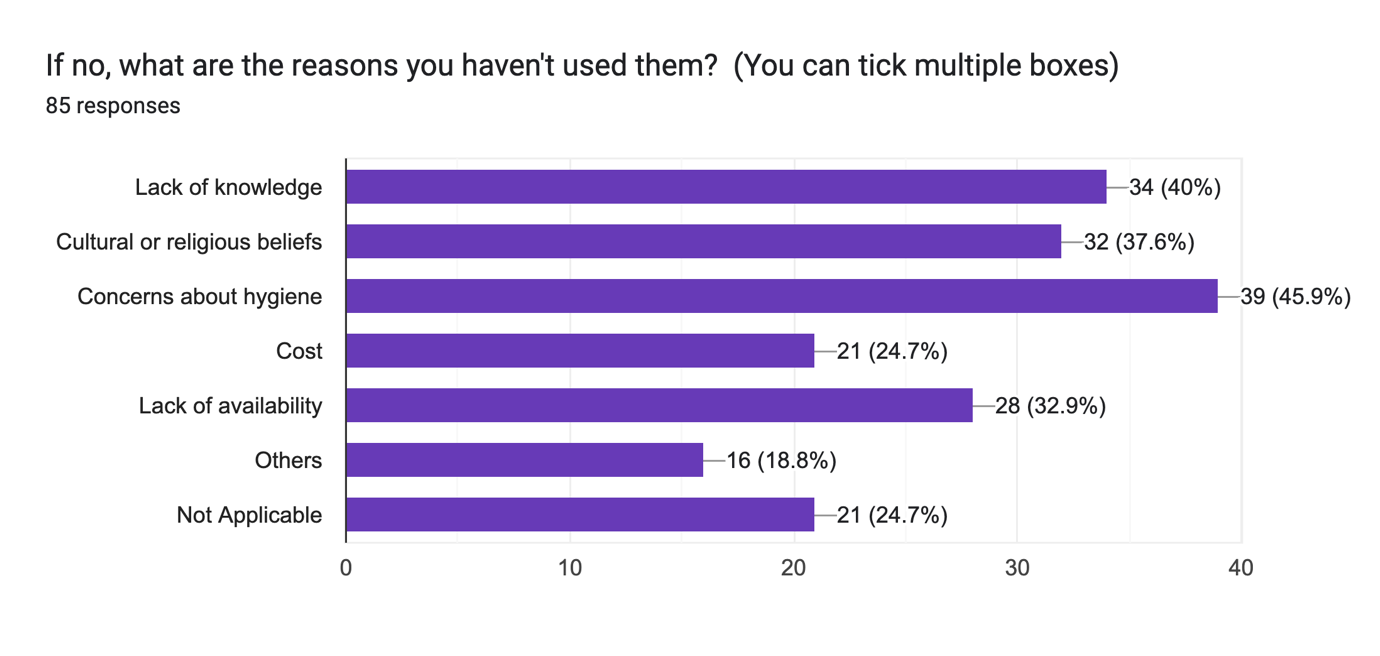 If no, what are the reasons you haven't used them?  (You can tick multiple boxes)
85 responses
Lack of knowledge 34 (40%)
Cultural or religious beliefs 32 (37.6%)
Concerns about hygiene 39 (45.9%)
Cost 21 (24.7%)
Lack of availability 28 (32.9%)
Others 16 (18.8%)
Not Applicable 21 (24.7%)
0 10 20 30 40